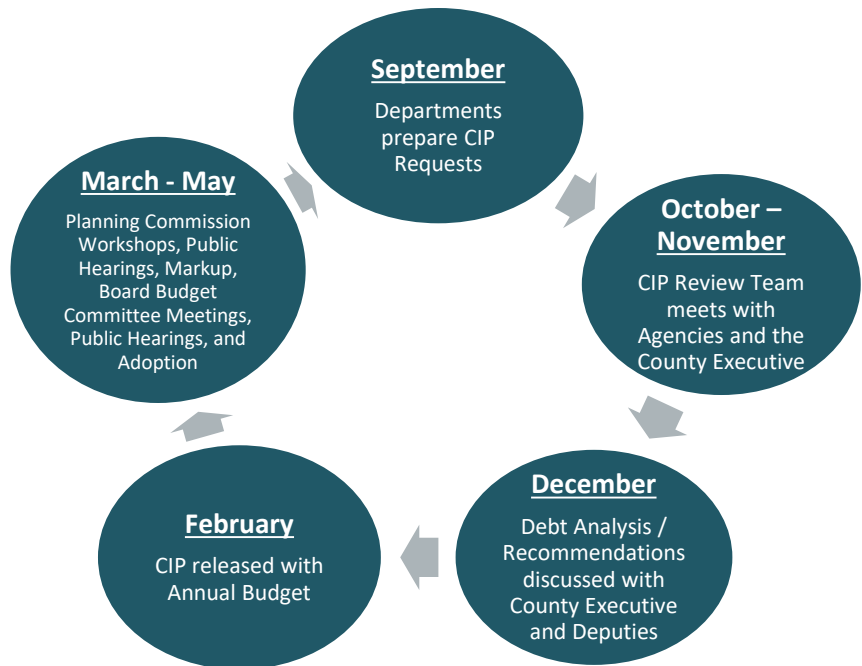 September
Departments
prepare CIP
Requests
October –
November
CIP Review Team
meets with
Agencies and the
County Executive
December
Debt Analysis /
Recommendations
discussed with
County Executive
and Deputies
February
CIP released with
Annual Budget
March - May
Planning Commission
Workshops, Public
Hearings, Markup,
Board Budget
Committee Meetings,
Public Hearings, and
Adoption